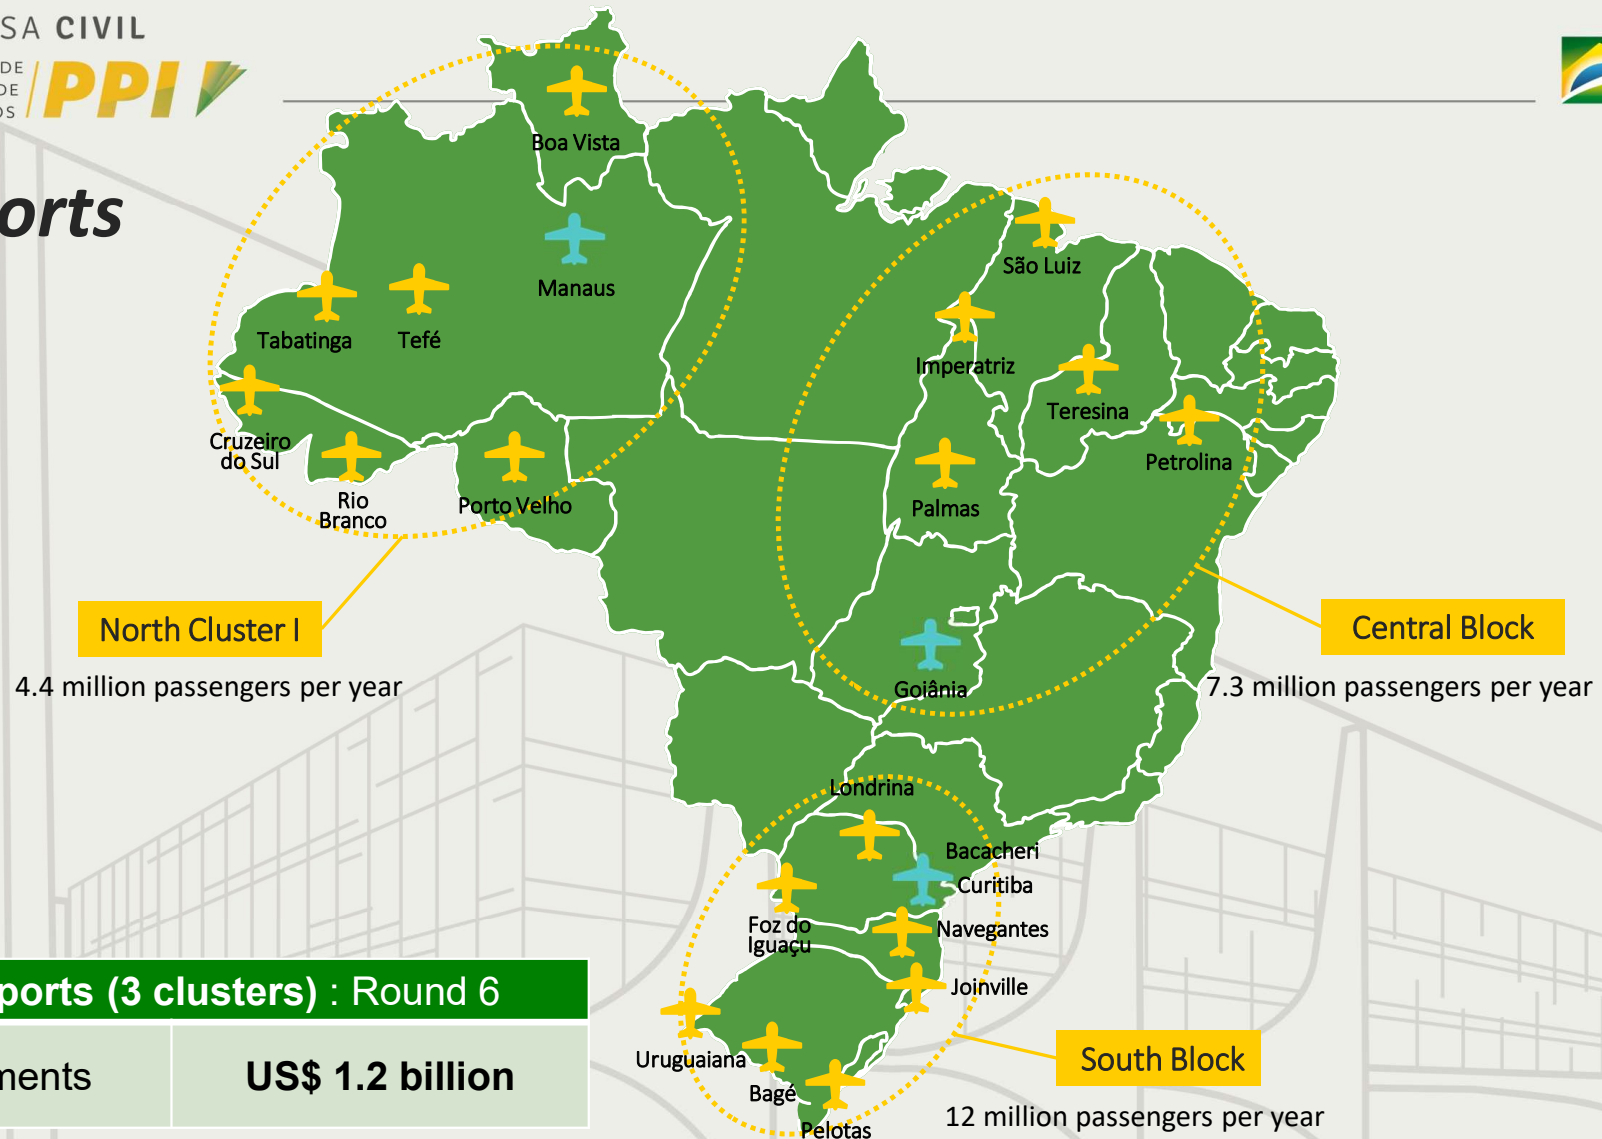 SA CIVIL
DE
DE
OS
PPI
orts
Boa Vista
Manaus
Tabatinga
Tefé
Cruzeiro
do Sul
Rio
Branco
Porto Velho
São Luiz
Imperatriz
Teresina
Petrolina
Palmas
Goiânia
North Cluster I
4.4 million passengers per year
Central Block
7.3 million passengers per year
Londrina
Bacacheri
Curitiba
Foz do
Iguaçu
Navegantes
Joinville
Uruguaiana
Bagé
Pelotas
South Block
12 million passengers per year
ports (3 clusters) : Round 6
ments
US$ 1.2 billion